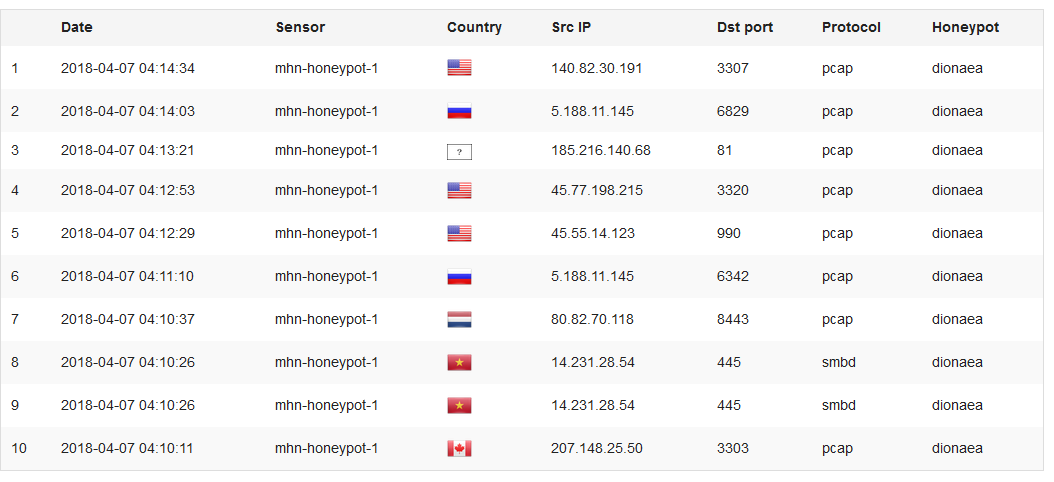 Date Sensor Country Src IP Dst port Protocol Honeypot
1 2018-04-07 04:14:34 mhn-honeypot-1 140.82.30.191 3307 pcap dionaea
2 2018-04-07 04:14:03 mhn-honeypot-1 5.188.11.145 6829 pcap dionaea
3 2018-04-07 04:13:21 mhn-honeypot-1 ? 185.216.140.68 81 pcap dionaea
4 2018-04-07 04:12:53 mhn-honeypot-1 45.77.198.215 3320 pcap dionaea
5 2018-04-07 04:12:29 mhn-honeypot-1 45.55.14.123 990 pcap dionaea
6 2018-04-07 04:11:10 mhn-honeypot-1 5.188.11.145 6342 pcap dionaea
7 2018-04-07 04:10:37 mhn-honeypot-1 80.82.70.118 8443 pcap dionaea
8 2018-04-07 04:10:26 mhn-honeypot-1 14.231.28.54 445 smbd dionaea
9 2018-04-07 04:10:26 mhn-honeypot-1 14.231.28.54 445 smbd dionaea
10 2018-04-07 04:10:11 mhn-honeypot-1 207.148.25.50 3303 pcap dionaea